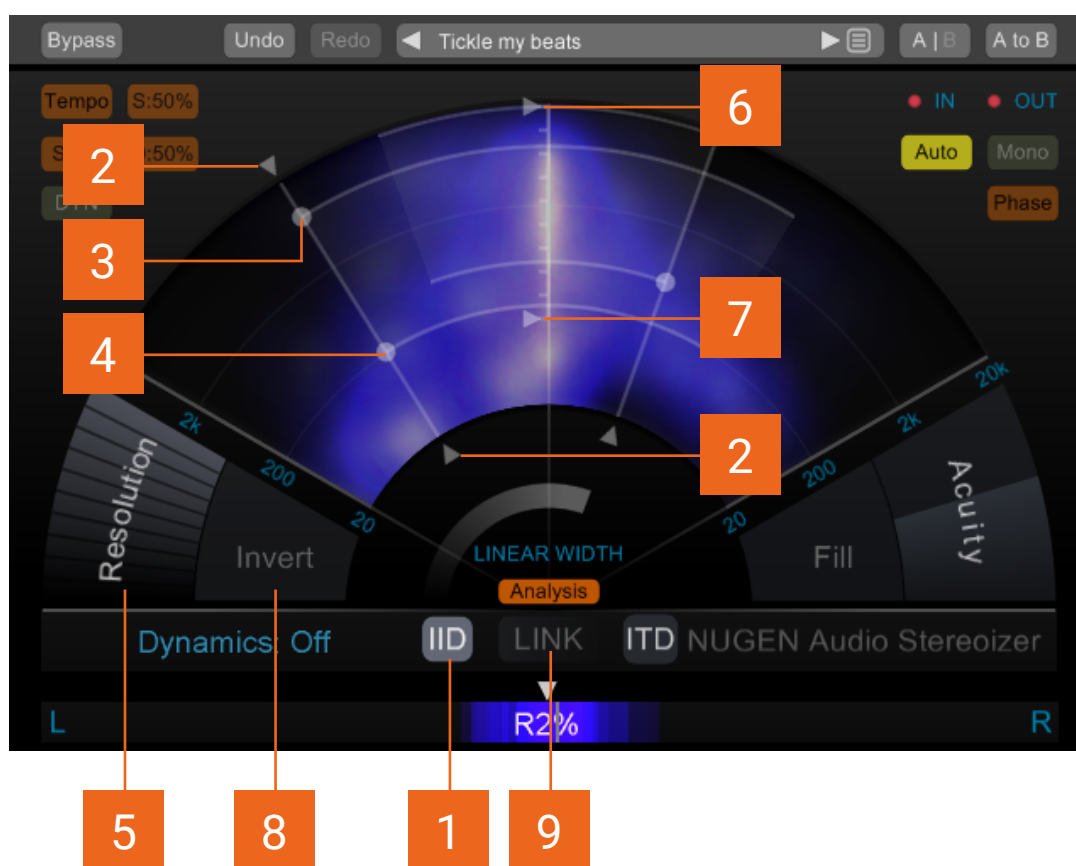 Bypass Undo Redo Tickle my beats A | B A to B
Tempo S:50% 6 IN OUT
2 :50% Auto Mono
Phase
3
7
4
20k
2k 2k
2
Resolution 200 200 Acuity
20 20
Invert LINEAR WIDTH Fill
Analysis
Dynamics: Off IID LINK ITD NUGEN Audio Stereoizer
L R2% R
5 8 1 9